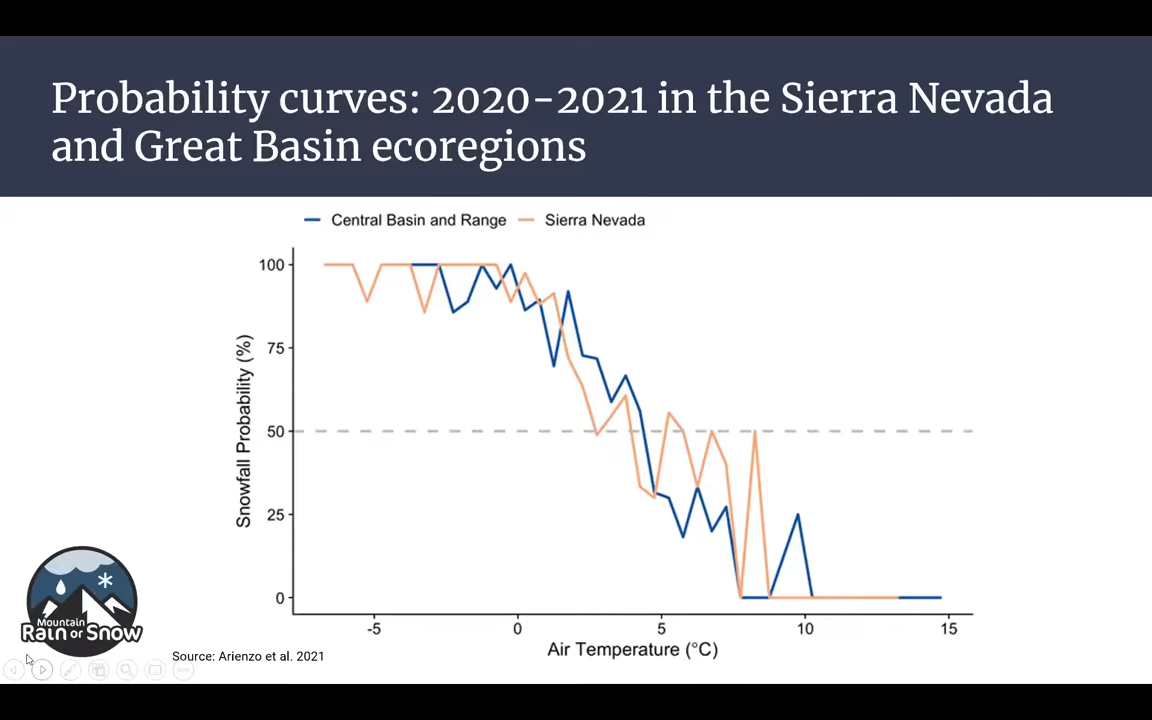 Probability curves: 2020-2021 in the Sierra Nevada
and Great Basin ecoregions
Central Basin and Range
Sierra Nevada
Snowfall Probability (%)
100
75
50
25
0
-5
0
5
10
15
Air Temperature (°C)
Mountain
Rain or Snow
Source: Arienzo et al. 2021